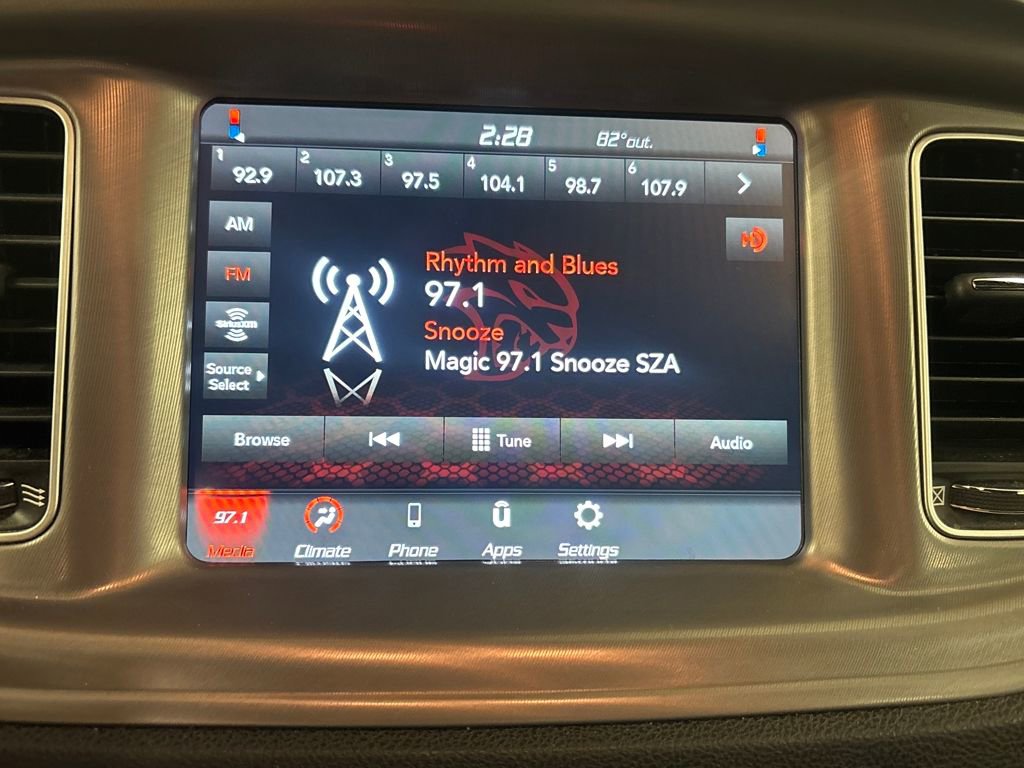 2:28 82° out.
1 92.9 2 107.3 3 97.5 4 104.1 5 98.7 6 107.9
AM
HD
FM
Rhythm and Blues
97.1
Snooze
Magic 97.1 Snooze SZA
siriusxm
Source
Select
Browse Tune Audio
97.1
Media Climate Phone Apps Settings